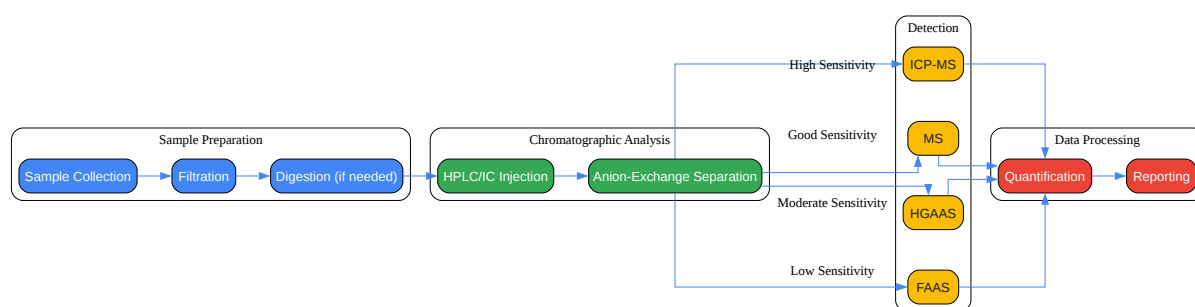 Detection
High Sensitivity
ICP-MS
Sample Preparation
Chromatographic Analysis
Good Sensitivity
MS
Data Processing
Sample Collection
Filtration
Digestion (if needed)
HPLC/IC Injection
Anion-Exchange Separation
Quantification
Reporting
Moderate Sensitivity
HGAAS
Low Sensitivity
FAAS